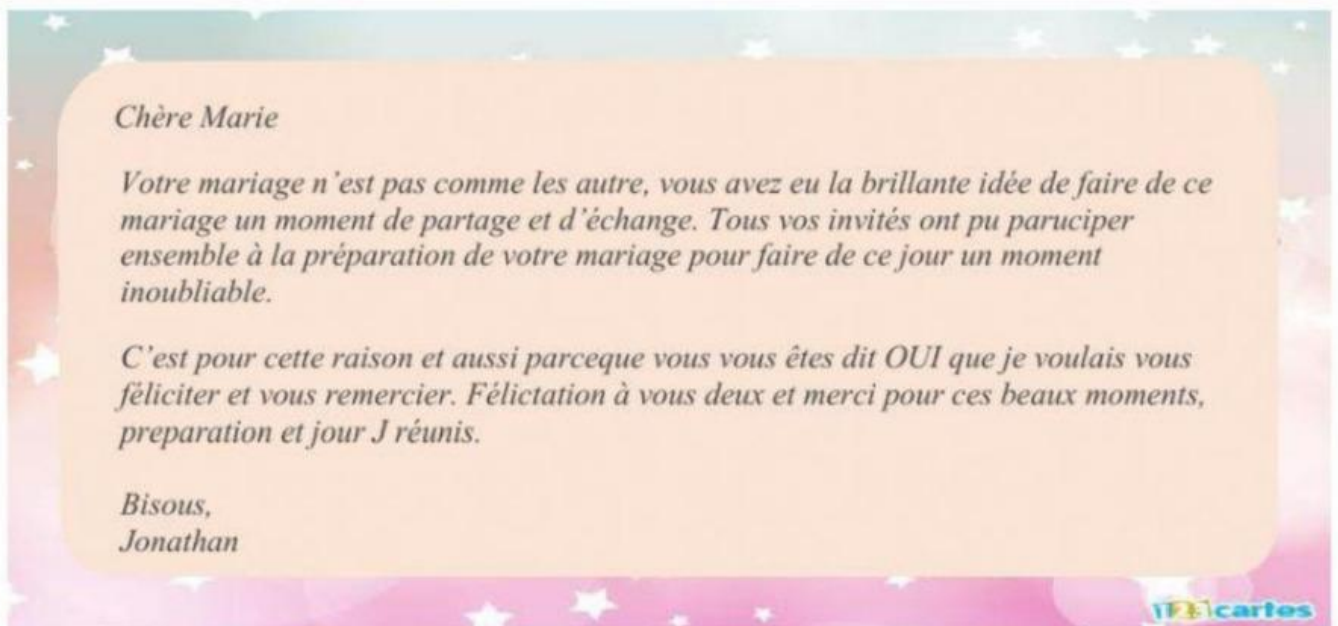 Chère Marie
Votre mariage n'est pas comme les autre, vous avez eu la brillante idée de faire de ce
mariage un moment de partage et d'échange. Tous vos invités ont pu paruciper
ensemble à la préparation de votre mariage pour faire de ce jour un moment
inoubliable.
C'est pour cette raison et aussi parceque vous vous êtes dit OUI que je voulais vous
féliciter et vous remercier. Félictation à vous deux et merci pour ces beaux moments,
preparation et jour J réunis.
Bisous,
Jonathan
123cartes